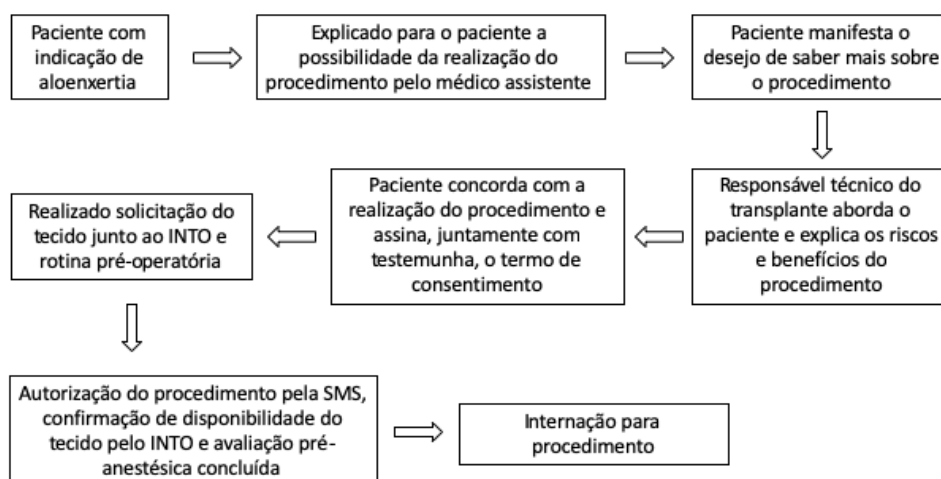 Paciente com
indicação de
aloenxertia
Explicado para o paciente a
possibilidade da realização do
procedimento pelo médico assistente
Paciente manifesta o
desejo de saber mais sobre
o procedimento
Responsável técnico do
transplante aborda o
paciente e explica os riscos
e benefícios do
procedimento
Paciente concorda com a
realização do procedimento e
assina, juntamente com
testemunha, o termo de
consentimento
Realizado solicitação do
tecido junto ao INTO e
rotina pré-operatória
Autorização do procedimento pela SMS,
confirmação de disponibilidade do
tecido pelo INTO e avaliação pré-
anestésica concluída
Internação para
procedimento